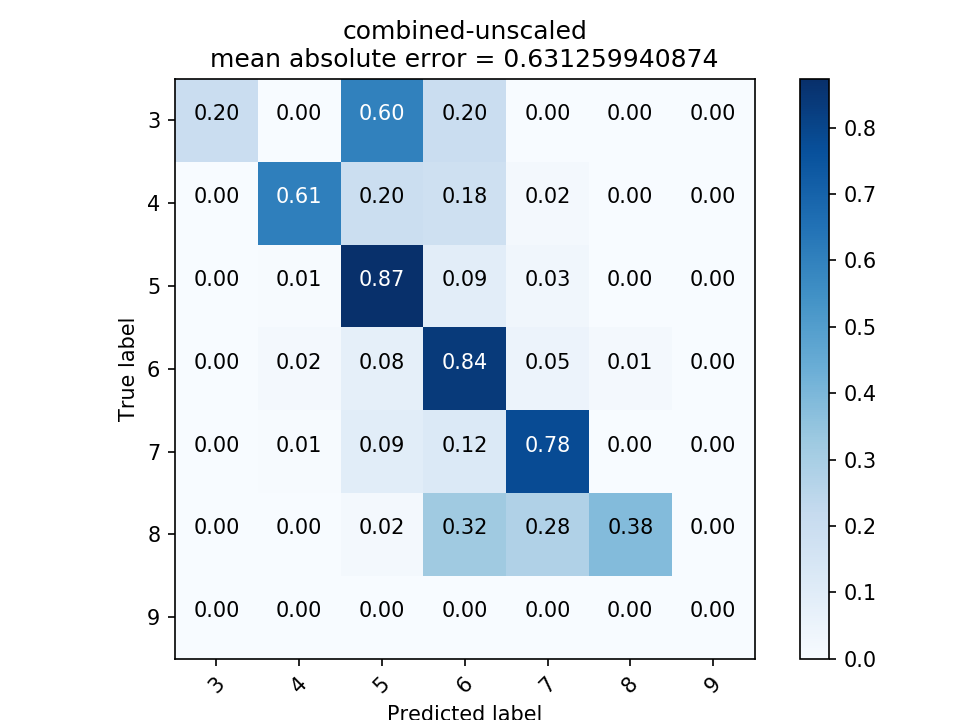 combined-unscaled
mean absolute error = 0.631259940874
3 0.20 0.00 0.60 0.20 0.00 0.00 0.00
4 0.00 0.61 0.20 0.18 0.02 0.00 0.00
5 0.00 0.01 0.87 0.09 0.03 0.00 0.00
6 0.00 0.02 0.08 0.84 0.05 0.01 0.00
7 0.00 0.01 0.09 0.12 0.78 0.00 0.00
8 0.00 0.00 0.02 0.32 0.28 0.38 0.00
9 0.00 0.00 0.00 0.00 0.00 0.00 0.00
True label
3 4 5 6 7 8 9
Predicted label
0.8
0.7
0.6
0.5
0.4
0.3
0.2
0.1
0.0